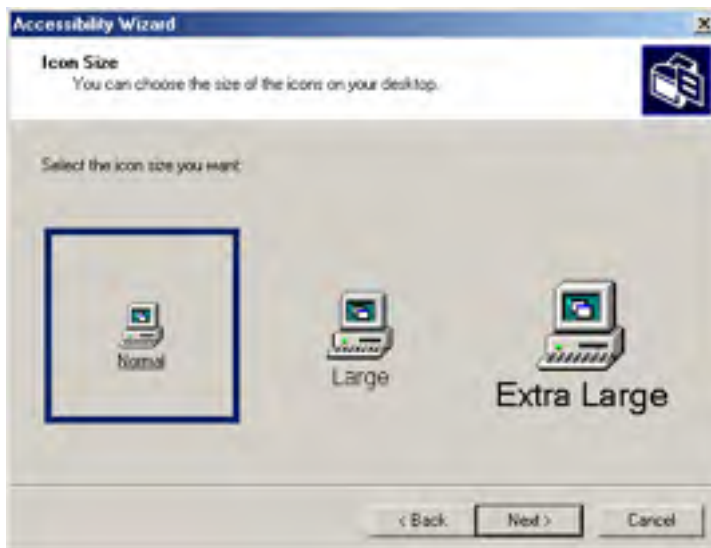 Accessibility Wizard
Icon Size
You can choose the size of the icons on your desktop.
Select the icon size you want:
Normal
Large
Extra Large
< Back
Next >
Cancel